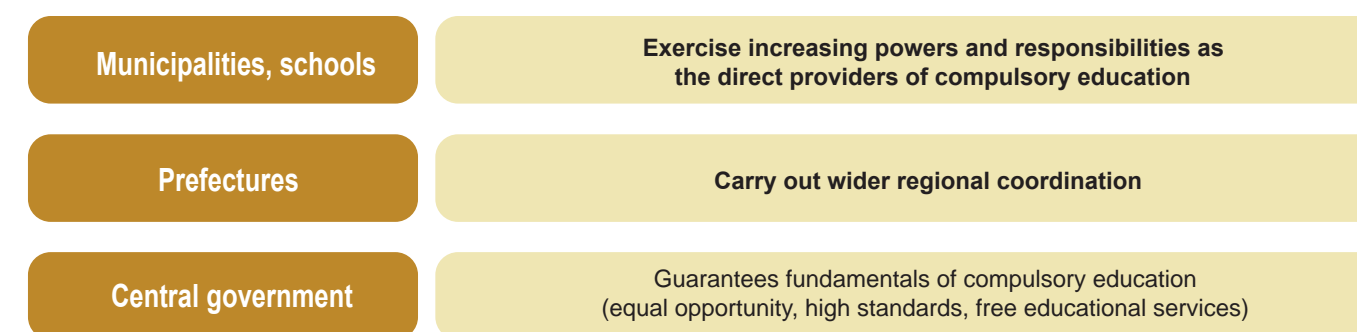 Municipalities, schools
Exercise increasing powers and responsibilities as
the direct providers of compulsory education
Prefectures
Carry out wider regional coordination
Central government
Guarantees fundamentals of compulsory education
(equal opportunity, high standards, free educational services)